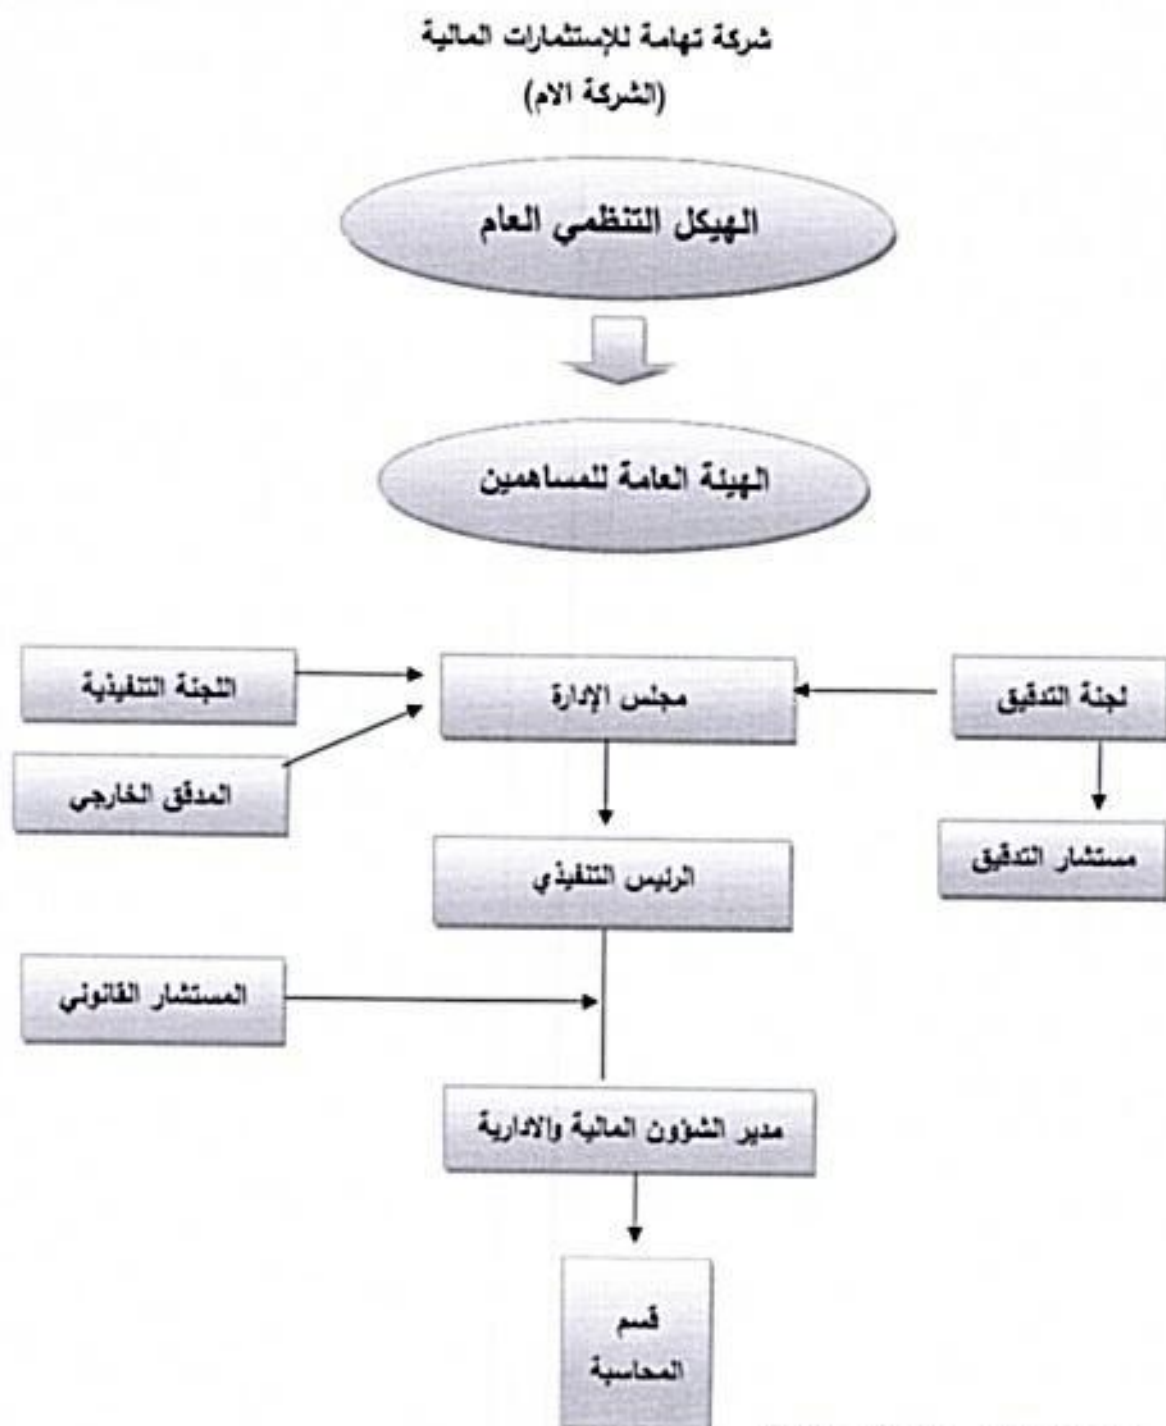 شركة تهامة للإستثمارات المالية
(الشركة الام)
الهيكل التنظمي العام
الهيئة العامة للمساهمين
لجنة التدقيق
مجلس الإدارة
اللجنة التنفيذية
المدقق الخارجي
مستشار التدقيق
الرئيس التنفيذي
المستشار القانوني
مدير الشؤون المالية والادارية
قسم
المحاسبة